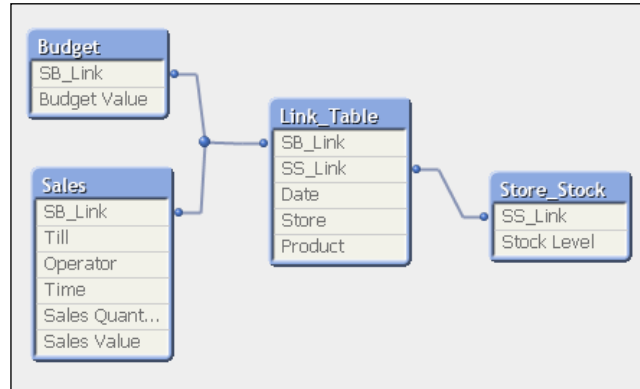 Budget
SB_Link
Budget Value
Sales
SB_Link
Till
Operator
Time
Sales Quant...
Sales Value
Link_Table
SB_Link
SS_Link
Date
Store
Product
Store_Stock
SS_Link
Stock Level